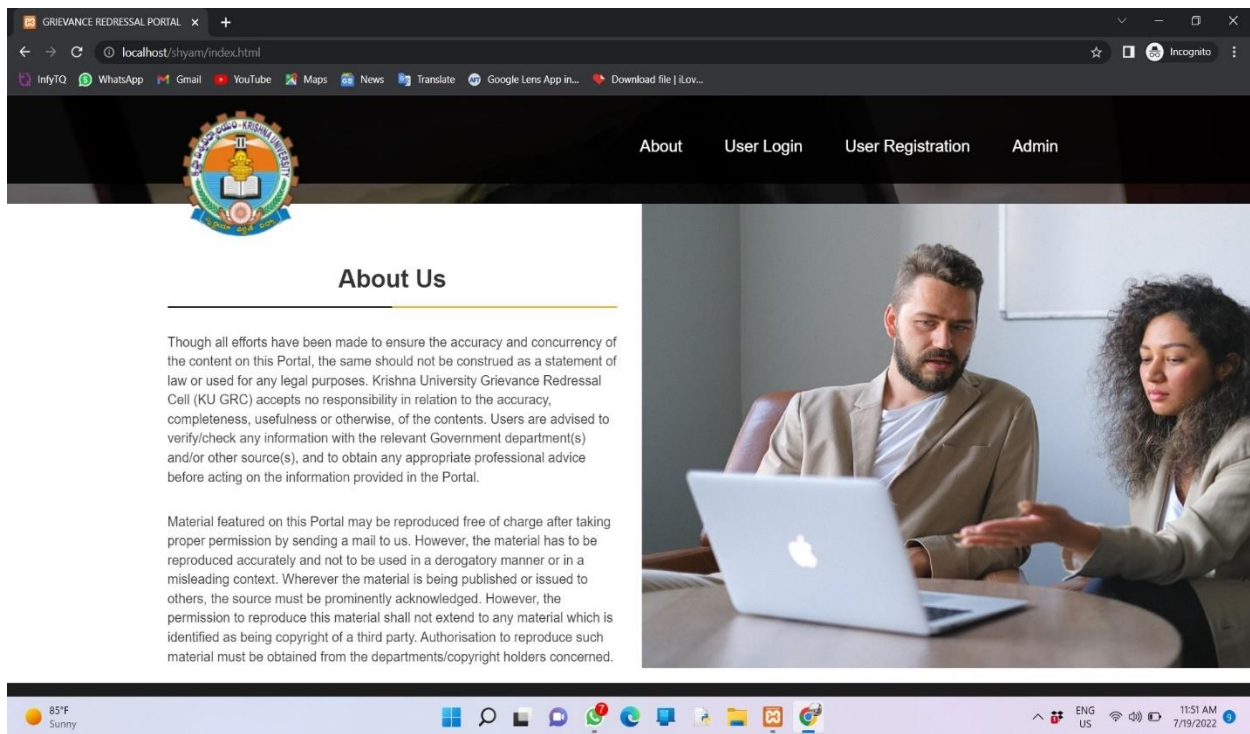 GRIEVANCE REDRESSAL PORTAL
localhost/shyam/index.html
Incognito
InfyTQ WhatsApp Gmail YouTube Maps News Translate Google Lens App in... Download file | iLov...
KRISHNA UNIVERSITY
About User Login User Registration Admin
About Us
Though all efforts have been made to ensure the accuracy and concurrency of
the content on this Portal, the same should not be construed as a statement of
law or used for any legal purposes. Krishna University Grievance Redressal
Cell (KU GRC) accepts no responsibility in relation to the accuracy,
completeness, usefulness or otherwise, of the contents. Users are advised to
verify/check any information with the relevant Government department(s)
and/or other source(s), and to obtain any appropriate professional advice
before acting on the information provided in the Portal.
Material featured on this Portal may be reproduced free of charge after taking
proper permission by sending a mail to us. However, the material has to be
reproduced accurately and not to be used in a derogatory manner or in a
misleading context. Wherever the material is being published or issued to
others, the source must be prominently acknowledged. However, the
permission to reproduce this material shall not extend to any material which is
identified as being copyright of a third party. Authorisation to reproduce such
material must be obtained from the departments/copyright holders concerned.
85°F
Sunny
7
ENG
US
11:51 AM
7/19/2022
9